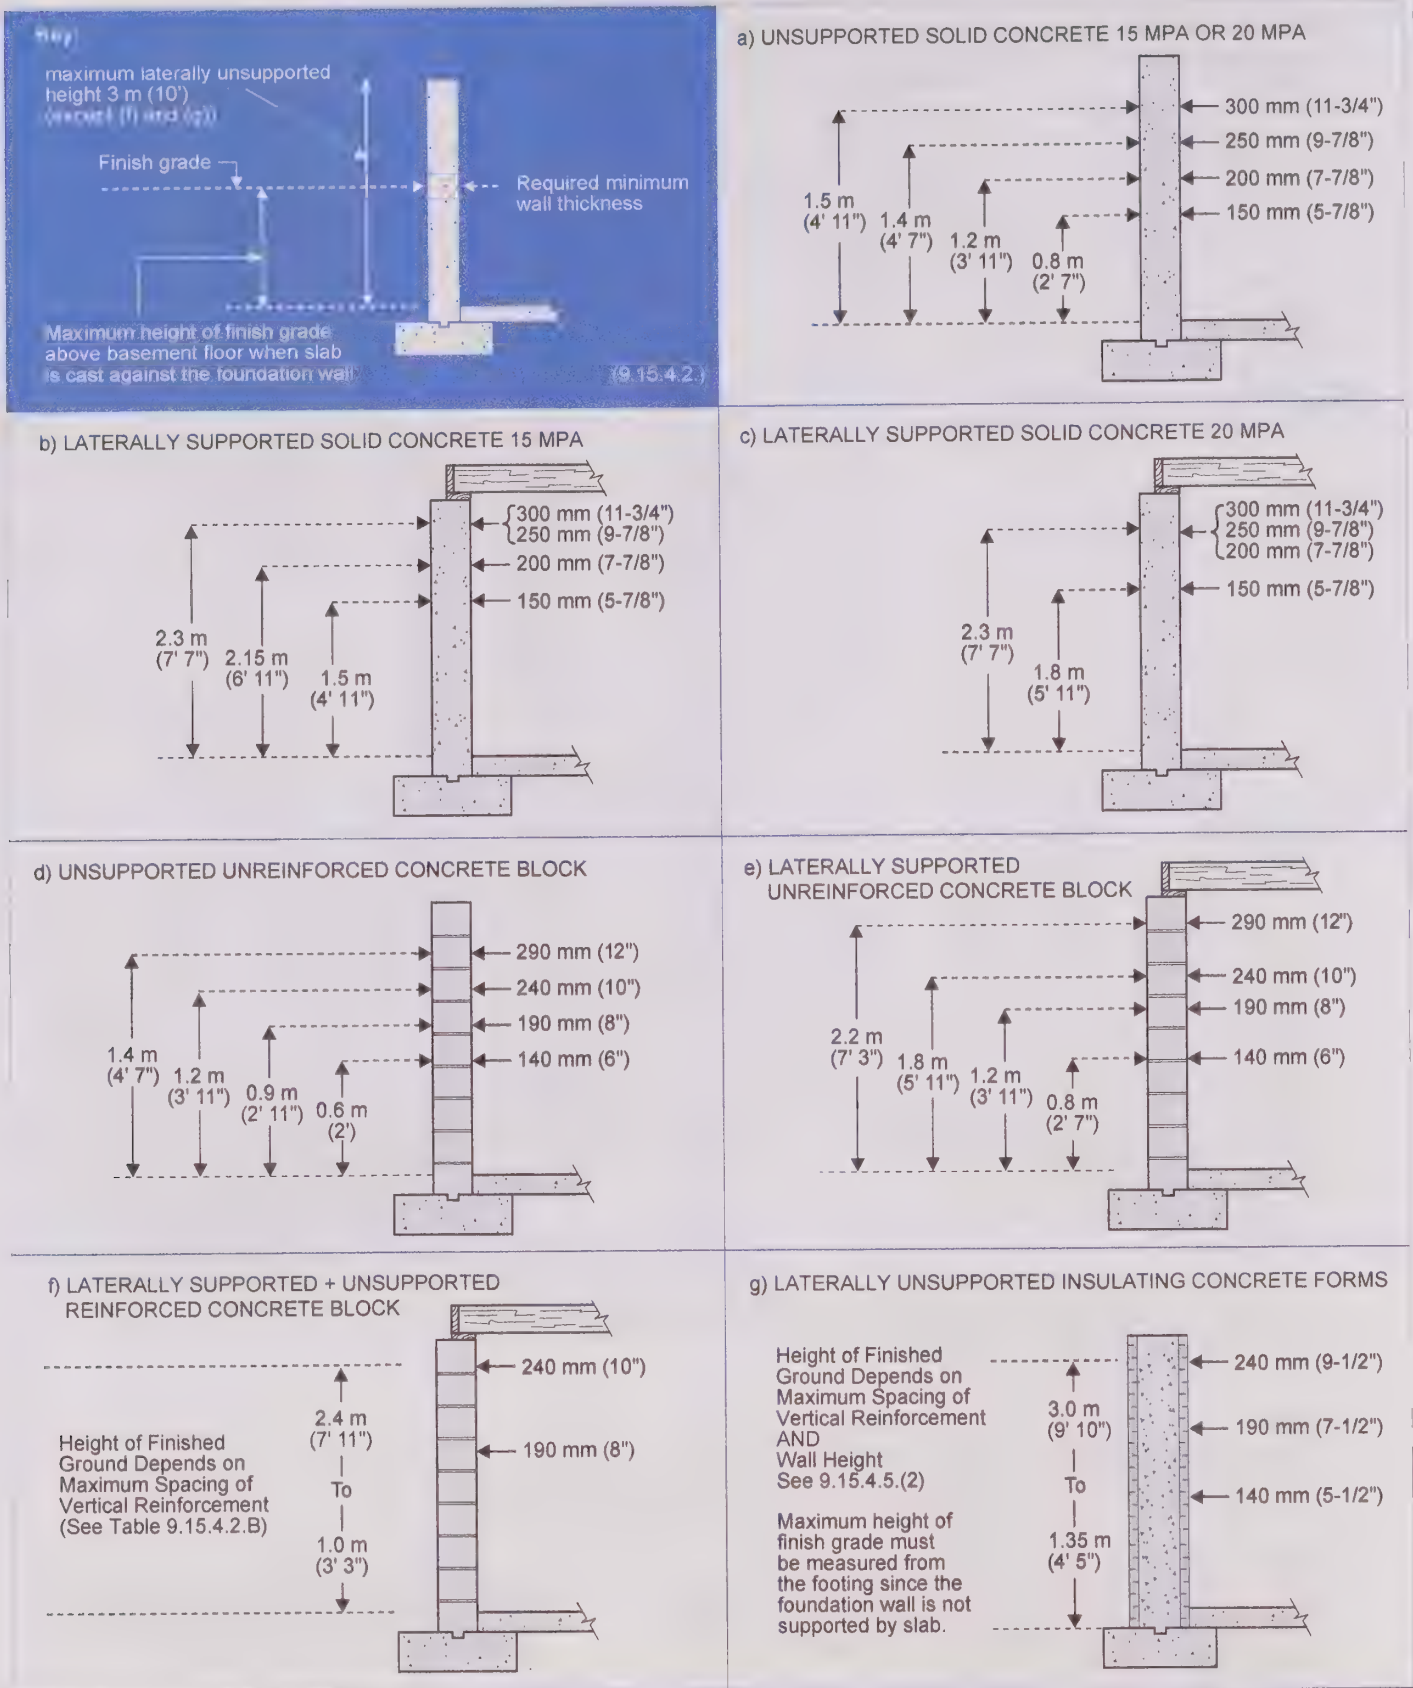 Key:
maximum laterally unsupported
height 3 m (10')
(except (f) and (g))
Finish grade
Required minimum
wall thickness
Maximum height of finish grade
above basement floor when slab
is cast against the foundation wall
(9.15.4.2.)
a) UNSUPPORTED SOLID CONCRETE 15 MPA OR 20 MPA
300 mm (11-3/4")
250 mm (9-7/8")
200 mm (7-7/8")
150 mm (5-7/8")
1.5 m
(4' 11")
1.4 m
(4' 7")
1.2 m
(3' 11")
0.8 m
(2' 7")
b) LATERALLY SUPPORTED SOLID CONCRETE 15 MPA
300 mm (11-3/4")
250 mm (9-7/8")
200 mm (7-7/8")
150 mm (5-7/8")
2.3 m
(7' 7")
2.15 m
(6' 11")
1.5 m
(4' 11")
c) LATERALLY SUPPORTED SOLID CONCRETE 20 MPA
300 mm (11-3/4")
250 mm (9-7/8")
200 mm (7-7/8")
150 mm (5-7/8")
2.3 m
(7' 7")
1.8 m
(5' 11")
d) UNSUPPORTED UNREINFORCED CONCRETE BLOCK
290 mm (12")
240 mm (10")
190 mm (8")
140 mm (6")
1.4 m
(4' 7")
1.2 m
(3' 11")
0.9 m
(2' 11")
0.6 m
(2')
e) LATERALLY SUPPORTED
UNREINFORCED CONCRETE BLOCK
290 mm (12")
240 mm (10")
190 mm (8")
140 mm (6")
2.2 m
(7' 3")
1.8 m
(5' 11")
1.2 m
(3' 11")
0.8 m
(2' 7")
f) LATERALLY SUPPORTED + UNSUPPORTED
REINFORCED CONCRETE BLOCK
240 mm (10")
190 mm (8")
2.4 m
(7' 11")
To
1.0 m
(3' 3")
Height of Finished
Ground Depends on
Maximum Spacing of
Vertical Reinforcement
(See Table 9.15.4.2.B)
g) LATERALLY UNSUPPORTED INSULATING CONCRETE FORMS
Height of Finished
Ground Depends on
Maximum Spacing of
Vertical Reinforcement
AND
Wall Height
See 9.15.4.5.(2)
Maximum height of
finish grade must
be measured from
the footing since the
foundation wall is not
supported by slab.
3.0 m
(9' 10")
To
1.35 m
(4' 5")
240 mm (9-1/2")
190 mm (7-1/2")
140 mm (5-1/2")